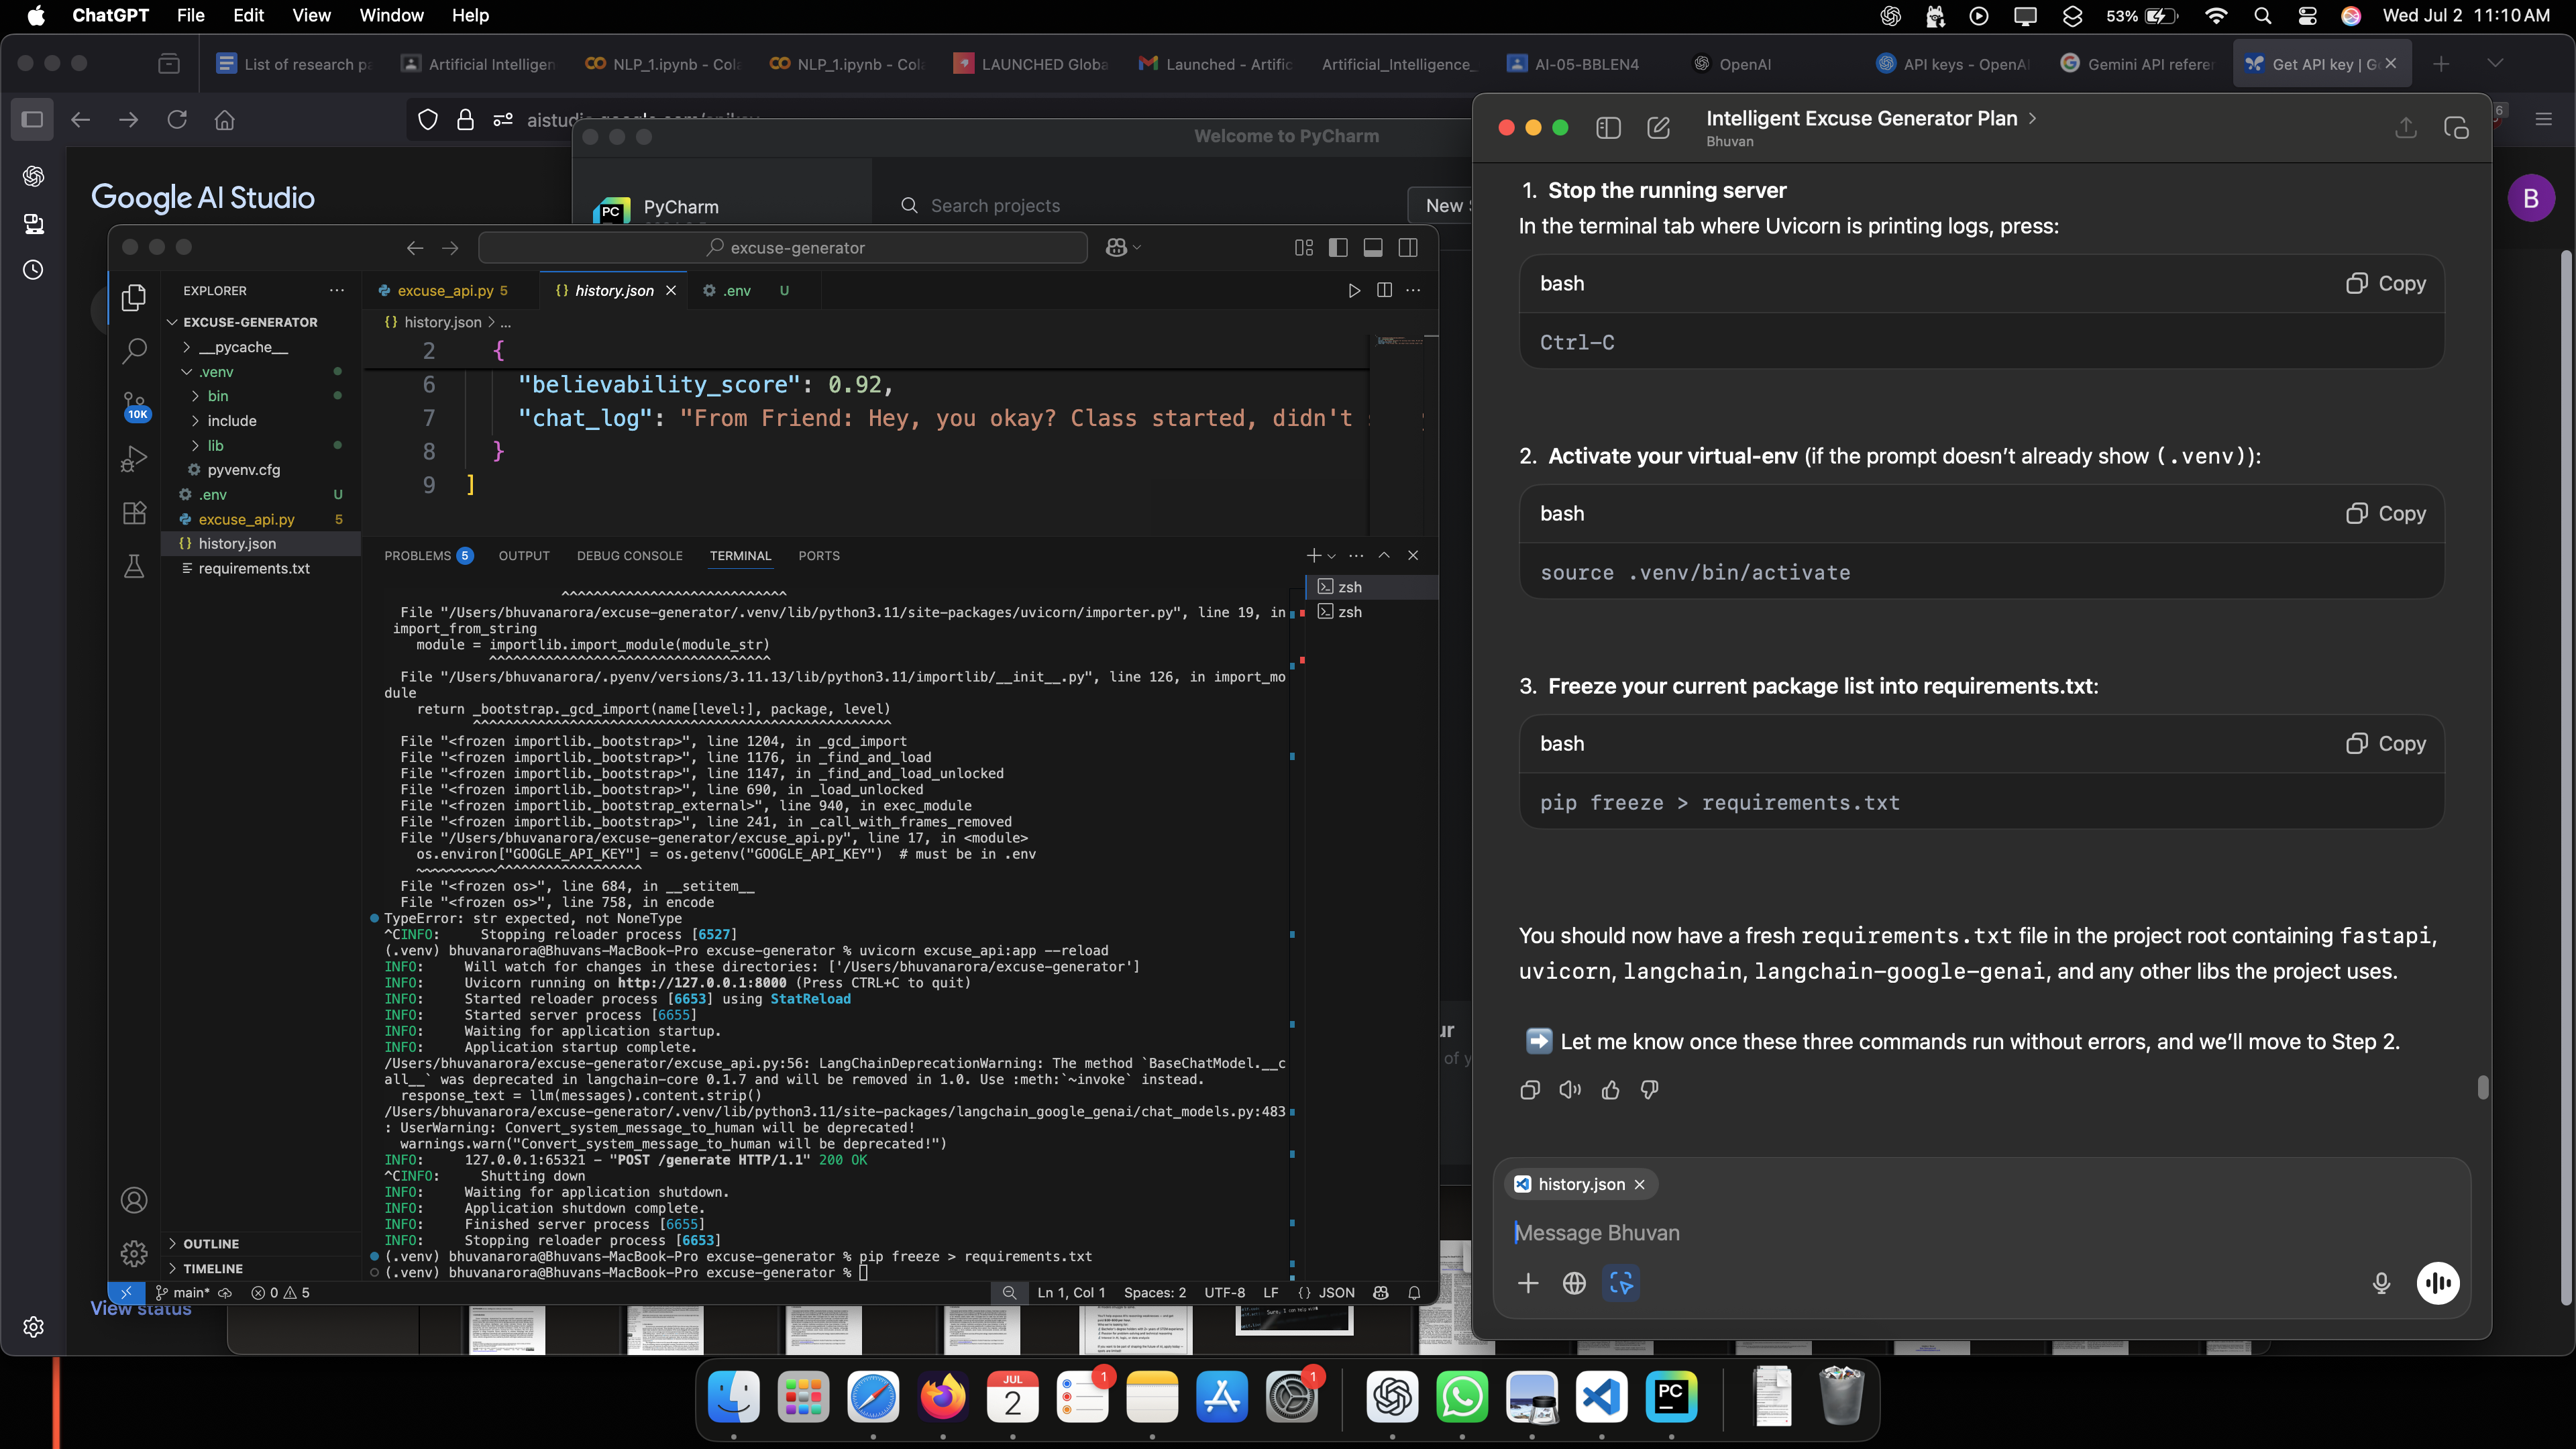 ChatGPT File Edit View Window Help
53% Wed Jul 2 11:10 AM
List of research pa
Artificial Intelligen
NLP_1.ipynb - Cola
NLP_1.ipynb - Cola
LAUNCHED Globa
Launched - Artific
Artificial_Intelligence_
AI-05-BBLEN4
OpenAI
API keys - OpenAI
Gemini API referen
Get API key | G
6
Google AI Studio
B
View status
Welcome to PyCharm
PC
PyCharm
Search projects
New
excuse-generator
EXPLORER
EXCUSE-GENERATOR
__pycache__
.venv
bin
include
lib
pyvenv.cfg
.env U
excuse_api.py 5
history.json
requirements.txt
10K
OUTLINE
TIMELINE
excuse_api.py 5
{} history.json
.env U
{} history.json > ...
2 {
6 "believability_score": 0.92,
7 "chat_log": "From Friend: Hey, you okay? Class started, didn't
8 }
9 ]
PROBLEMS 5 OUTPUT DEBUG CONSOLE TERMINAL PORTS
zsh
zsh
^^^^^^^^^^^^^^^^^^^^^^^^^^^^
File "/Users/bhuvanarora/excuse-generator/.venv/lib/python3.11/site-packages/uvicorn/importer.py", line 19, in
import_from_string
module = importlib.import_module(module_str)
^^^^^^^^^^^^^^^^^^^^^^^^^^^^^^^^^^^
File "/Users/bhuvanarora/.pyenv/versions/3.11.13/lib/python3.11/importlib/__init__.py", line 126, in import_mo
dule
return _bootstrap._gcd_import(name[level:], package, level)
^^^^^^^^^^^^^^^^^^^^^^^^^^^^^^^^^^^^^^^^^^^^^^^^^^^^
File "<frozen importlib._bootstrap>", line 1204, in _gcd_import
File "<frozen importlib._bootstrap>", line 1176, in _find_and_load
File "<frozen importlib._bootstrap>", line 1147, in _find_and_load_unlocked
File "<frozen importlib._bootstrap>", line 690, in _load_unlocked
File "<frozen importlib._bootstrap_external>", line 940, in exec_module
File "<frozen importlib._bootstrap>", line 241, in _call_with_frames_removed
File "/Users/bhuvanarora/excuse-generator/excuse_api.py", line 17, in <module>
os.environ["GOOGLE_API_KEY"] = os.getenv("GOOGLE_API_KEY")  # must be in .env
~~~~~~~~~~^^^^^^^^^^^^^^^^^^
File "<frozen os>", line 684, in __setitem__
File "<frozen os>", line 758, in encode
TypeError: str expected, not NoneType
^CINFO:     Stopping reloader process [6527]
(.venv) bhuvanarora@Bhuvans-MacBook-Pro excuse-generator % uvicorn excuse_api:app --reload
INFO:     Will watch for changes in these directories: ['/Users/bhuvanarora/excuse-generator']
INFO:     Uvicorn running on http://127.0.0.1:8000 (Press CTRL+C to quit)
INFO:     Started reloader process [6653] using StatReload
INFO:     Started server process [6655]
INFO:     Waiting for application startup.
INFO:     Application startup complete.
/Users/bhuvanarora/excuse-generator/excuse_api.py:56: LangChainDeprecationWarning: The method `BaseChatModel.__c
all__` was deprecated in langchain-core 0.1.7 and will be removed in 1.0. Use :meth:`~invoke` instead.
response_text = llm(messages).content.strip()
/Users/bhuvanarora/excuse-generator/.venv/lib/python3.11/site-packages/langchain_google_genai/chat_models.py:483
: UserWarning: Convert_system_message_to_human will be deprecated!
warnings.warn("Convert_system_message_to_human will be deprecated!")
INFO:     127.0.0.1:65321 - "POST /generate HTTP/1.1" 200 OK
^CINFO:     Shutting down
INFO:     Waiting for application shutdown.
INFO:     Application shutdown complete.
INFO:     Finished server process [6655]
INFO:     Stopping reloader process [6653]
(.venv) bhuvanarora@Bhuvans-MacBook-Pro excuse-generator % pip freeze > requirements.txt
(.venv) bhuvanarora@Bhuvans-MacBook-Pro excuse-generator %
main* 0 5
Ln 1, Col 1 Spaces: 2 UTF-8 LF {} JSON
Intelligent Excuse Generator Plan >
Bhuvan
1. Stop the running server
In the terminal tab where Uvicorn is printing logs, press:
bash Copy
Ctrl-C
2. Activate your virtual-env (if the prompt doesn’t already show (.venv)):
bash Copy
source .venv/bin/activate
3. Freeze your current package list into requirements.txt:
bash Copy
pip freeze > requirements.txt
You should now have a fresh requirements.txt file in the project root containing fastapi,
uvicorn, langchain, langchain-google-genai, and any other libs the project uses.
➡️ Let me know once these three commands run without errors, and we’ll move to Step 2.
history.json
Message Bhuvan
JUL
2
1
1
PC